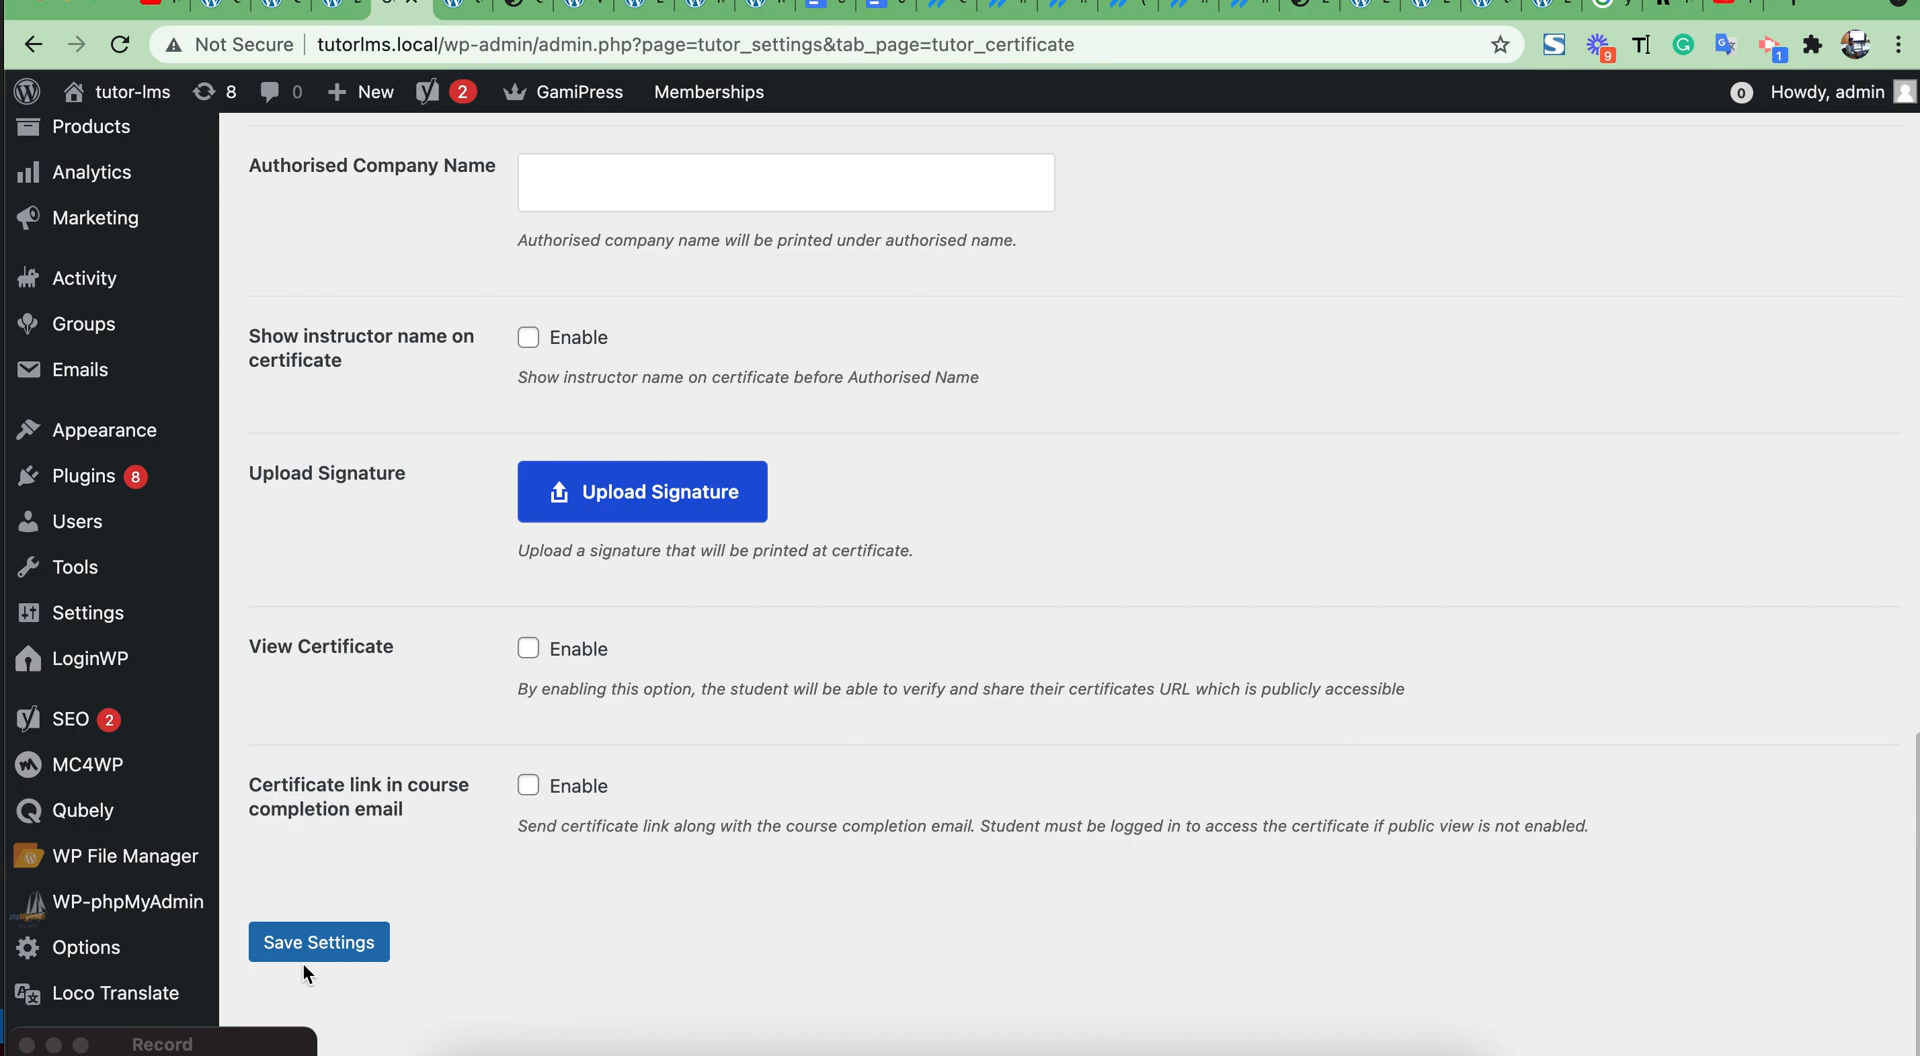 Not Secure
tutorlms.local/wp-admin/admin.php?page=tutor_settings&tab_page=tutor_certificate
9
1
tutor-lms
8
0
New
2
GamiPress
Memberships
0
Howdy, admin
Products
Analytics
Marketing
Activity
Groups
Emails
Appearance
Plugins 8
Users
Tools
Settings
LoginWP
SEO 2
MC4WP
Qubely
WP File Manager
WP-phpMyAdmin
Options
Loco Translate
Record
Authorised Company Name
Authorised company name will be printed under authorised name.
Show instructor name on
certificate
Enable
Show instructor name on certificate before Authorised Name
Upload Signature
Upload Signature
Upload a signature that will be printed at certificate.
View Certificate
Enable
By enabling this option, the student will be able to verify and share their certificates URL which is publicly accessible
Certificate link in course
completion email
Enable
Send certificate link along with the course completion email. Student must be logged in to access the certificate if public view is not enabled.
Save Settings